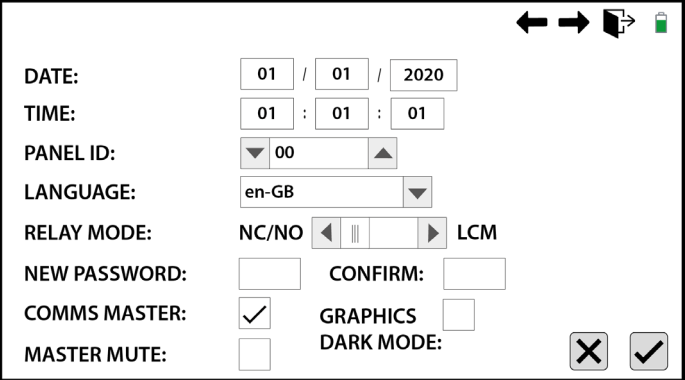 DATE: 01 / 01 / 2020
TIME: 01 : 01 : 01
PANEL ID: 00
LANGUAGE: en-GB
RELAY MODE: NC/NO LCM
NEW PASSWORD: CONFIRM:
COMMS MASTER: GRAPHICS
DARK MODE:
MASTER MUTE: